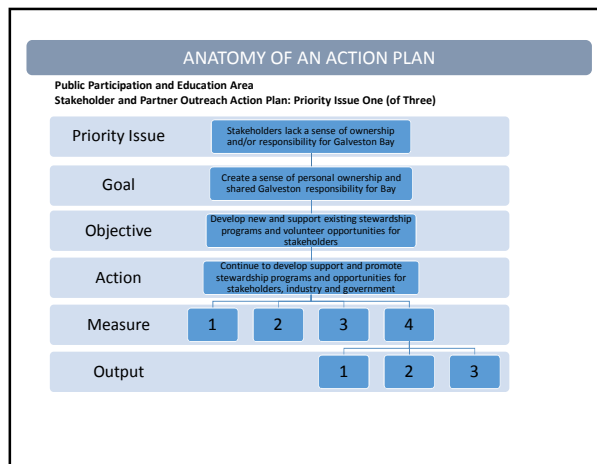 ANATOMY OF AN ACTION PLAN
Public Participation and Education Area
Stakeholder and Partner Outreach Action Plan: Priority Issue One (of Three)
Priority Issue
Stakeholders lack a sense of ownership
and/or responsibility for Galveston Bay
Goal
Create a sense of personal ownership and
shared Galveston responsibility for Bay
Objective
Develop new and support existing stewardship
programs and volunteer opportunities for
stakeholders
Action
Continue to develop support and promote
stewardship programs and opportunities for
stakeholders, industry and government
Measure
1 2 3 4
Output
1 2 3